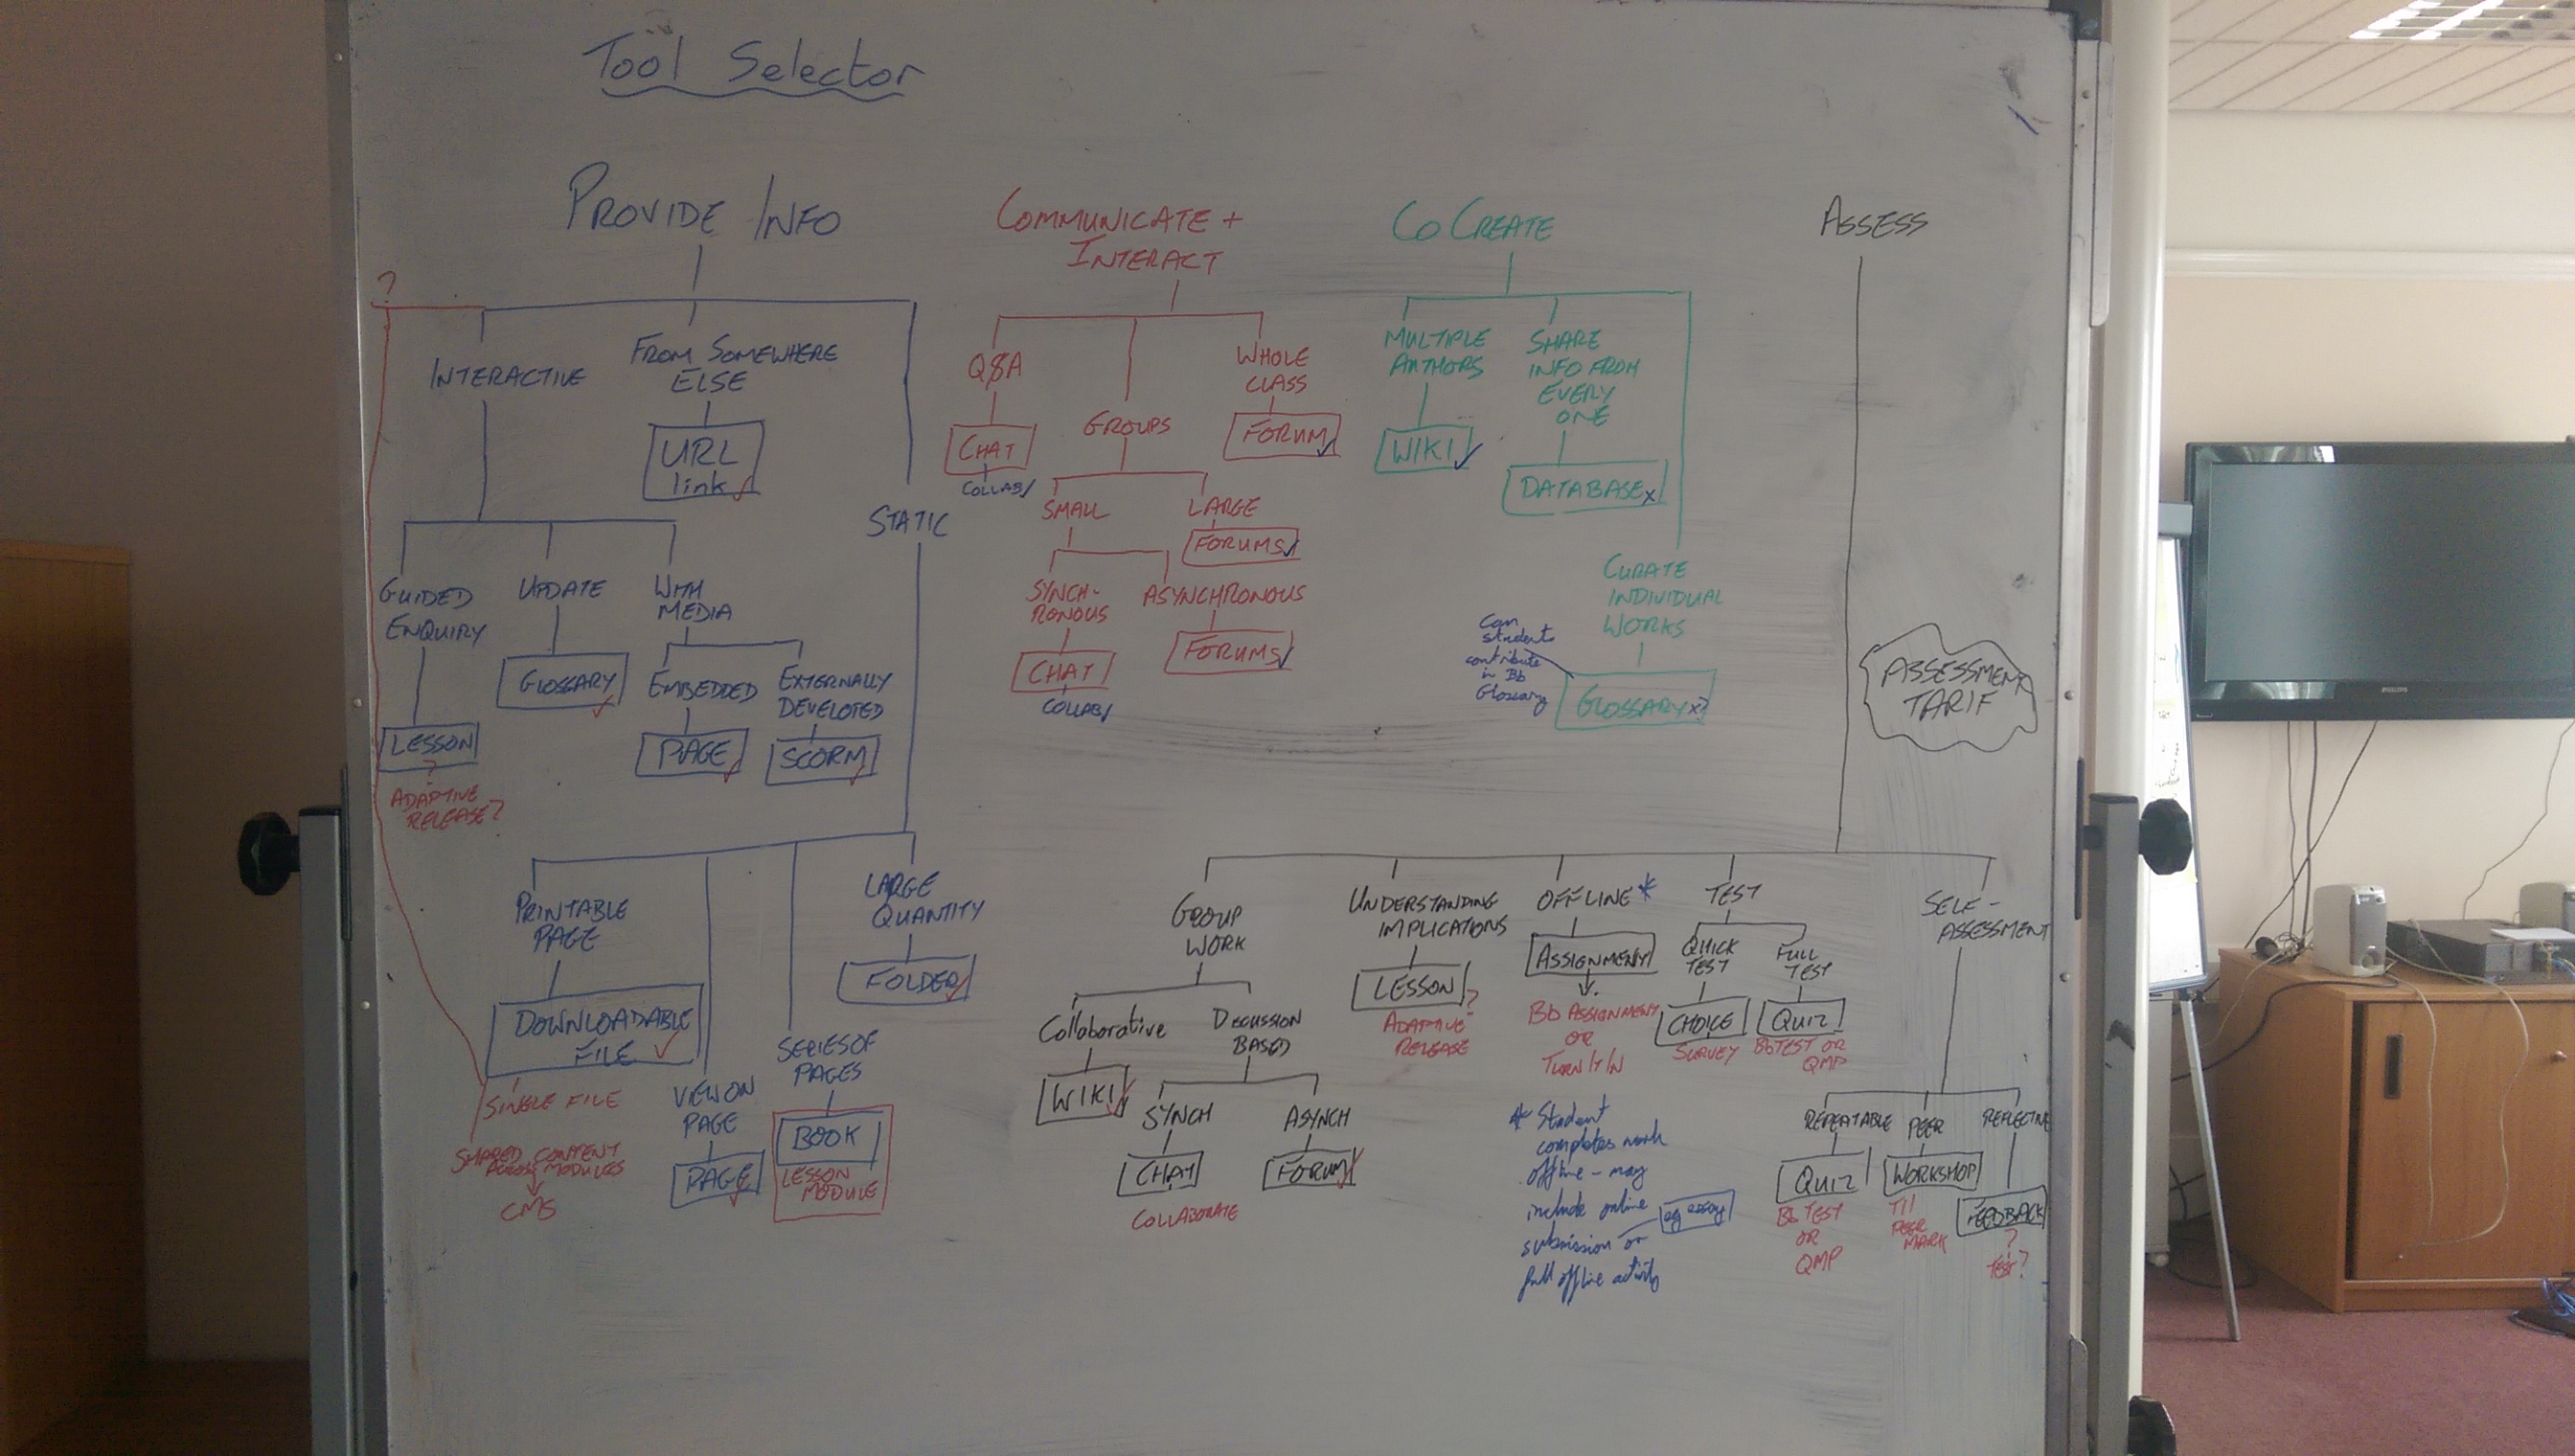 Tool Selector
PROVIDE INFO
?
INTERACTIVE
FROM SOMEWHERE
ELSE
URL
link ✓
STATIC
GUIDED
ENQUIRY
LESSON
?
ADAPTIVE
RELEASE?
UPDATE
GLOSSARY ✓
WITH
MEDIA
EMBEDDED
PAGE ✓
EXTERNALLY
DEVELOPED
SCORM ✓
PRINTABLE
PAGE
DOWNLOADABLE
FILE ✓
SINGLE FILE
SHARED CONTENT
ACROSS MODULES
CMS
VIEW ON
PAGE
PAGE ✓
SERIES OF
PAGES
BOOK
LESSON
MODULE
LARGE
QUANTITY
FOLDER ✓
COMMUNICATE +
INTERACT
Q&A
CHAT
COLLAB ✓
GROUPS
SMALL
SYNCH-
RONOUS
CHAT
COLLAB ✓
ASYNCHRONOUS
FORUMS ✓
LARGE
FORUMS ✓
WHOLE
CLASS
FORUM ✓
CO CREATE
MULTIPLE
AUTHORS
WIKI ✓
SHARE
INFO FROM
EVERY
ONE
DATABASE x
CURATE
INDIVIDUAL
WORKS
GLOSSARY x?
Can
students
contribute
in Bb
Glossary
ASSESS
ASSESSMENT
TARIF
GROUP
WORK
Collaborative
WIKI ✓
DISCUSSION
BASED
SYNCH
CHAT
COLLABORATE
ASYNCH
FORUM ✓
UNDERSTANDING
IMPLICATIONS
LESSON ?
ADAPTIVE
RELEASE
OFFLINE *
ASSIGNMENT
Bb ASSIGNMENT
OR
TURNITIN
* Student
completes work
offline - may
include online
eg essay
submission or
full offline activity
TEST
QUICK
TEST
CHOICE
SURVEY
FULL
TEST
QUIZ
Bb TEST OR
QMP
SELF-
ASSESSMENT
REPEATABLE
QUIZ
Bb TEST
OR
QMP
PEER
WORKSHOP
TII
PEER
MARK
REFLECTIVE
FEEDBACK
?
TEST?